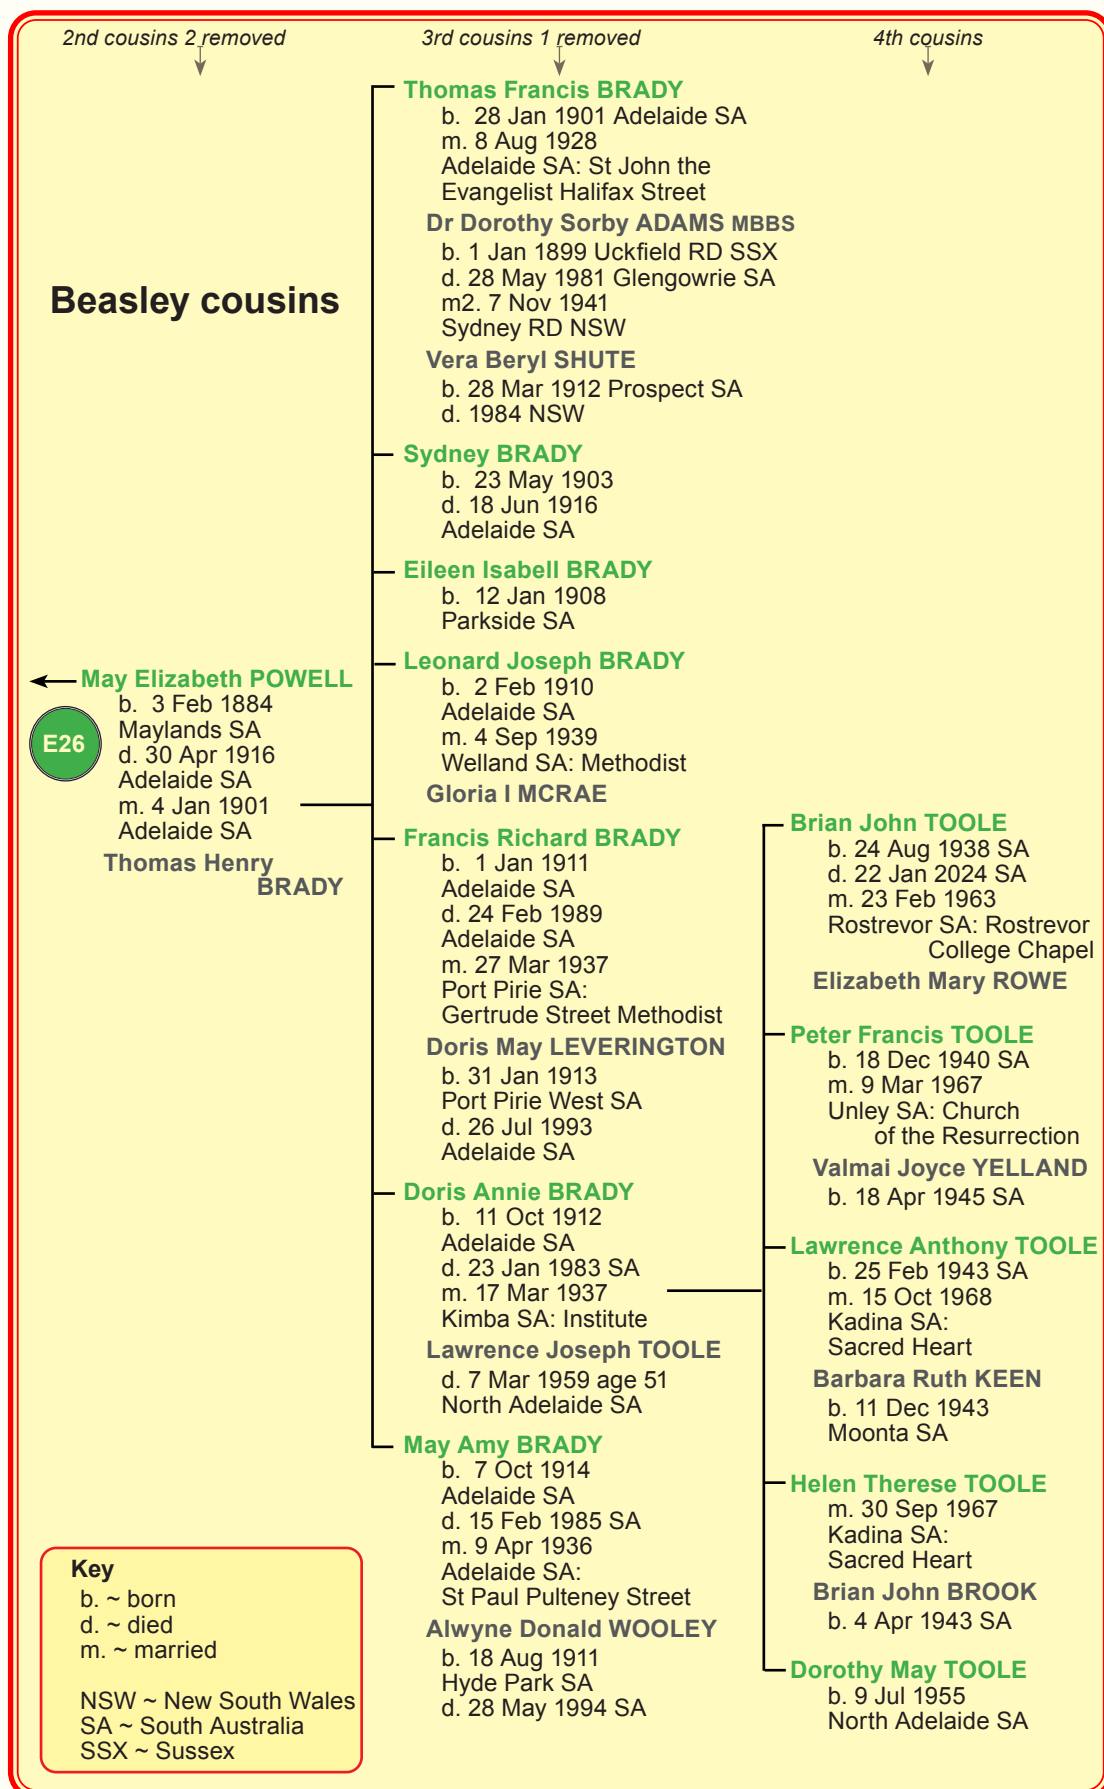 2nd cousins 2 removed
3rd cousins 1 removed
4th cousins
Beasley cousins
May Elizabeth POWELL
b. 3 Feb 1884
Maylands SA
d. 30 Apr 1916
Adelaide SA
m. 4 Jan 1901
Adelaide SA
Thomas Henry
BRADY
E26
Thomas Francis BRADY
b. 28 Jan 1901 Adelaide SA
m. 8 Aug 1928
Adelaide SA: St John the
Evangelist Halifax Street
Dr Dorothy Sorby ADAMS MBBS
b. 1 Jan 1899 Uckfield RD SSX
d. 28 May 1981 Glengowrie SA
m2. 7 Nov 1941
Sydney RD NSW
Vera Beryl SHUTE
b. 28 Mar 1912 Prospect SA
d. 1984 NSW
Sydney BRADY
b. 23 May 1903
d. 18 Jun 1916
Adelaide SA
Eileen Isabell BRADY
b. 12 Jan 1908
Parkside SA
Leonard Joseph BRADY
b. 2 Feb 1910
Adelaide SA
m. 4 Sep 1939
Welland SA: Methodist
Gloria I MCRAE
Francis Richard BRADY
b. 1 Jan 1911
Adelaide SA
d. 24 Feb 1989
Adelaide SA
m. 27 Mar 1937
Port Pirie SA:
Gertrude Street Methodist
Doris May LEVERINGTON
b. 31 Jan 1913
Port Pirie West SA
d. 26 Jul 1993
Adelaide SA
Doris Annie BRADY
b. 11 Oct 1912
Adelaide SA
d. 23 Jan 1983 SA
m. 17 Mar 1937
Kimba SA: Institute
Lawrence Joseph TOOLE
d. 7 Mar 1959 age 51
North Adelaide SA
May Amy BRADY
b. 7 Oct 1914
Adelaide SA
d. 15 Feb 1985 SA
m. 9 Apr 1936
Adelaide SA:
St Paul Pulteney Street
Alwyne Donald WOOLEY
b. 18 Aug 1911
Hyde Park SA
d. 28 May 1994 SA
Brian John TOOLE
b. 24 Aug 1938 SA
d. 22 Jan 2024 SA
m. 23 Feb 1963
Rostrevor SA: Rostrevor
College Chapel
Elizabeth Mary ROWE
Peter Francis TOOLE
b. 18 Dec 1940 SA
m. 9 Mar 1967
Unley SA: Church
of the Resurrection
Valmai Joyce YELLAND
b. 18 Apr 1945 SA
Lawrence Anthony TOOLE
b. 25 Feb 1943 SA
m. 15 Oct 1968
Kadina SA:
Sacred Heart
Barbara Ruth KEEN
b. 11 Dec 1943
Moonta SA
Helen Therese TOOLE
m. 30 Sep 1967
Kadina SA:
Sacred Heart
Brian John BROOK
b. 4 Apr 1943 SA
Dorothy May TOOLE
b. 9 Jul 1955
North Adelaide SA
Key
b. ~ born
d. ~ died
m. ~ married
NSW ~ New South Wales
SA ~ South Australia
SSX ~ Sussex